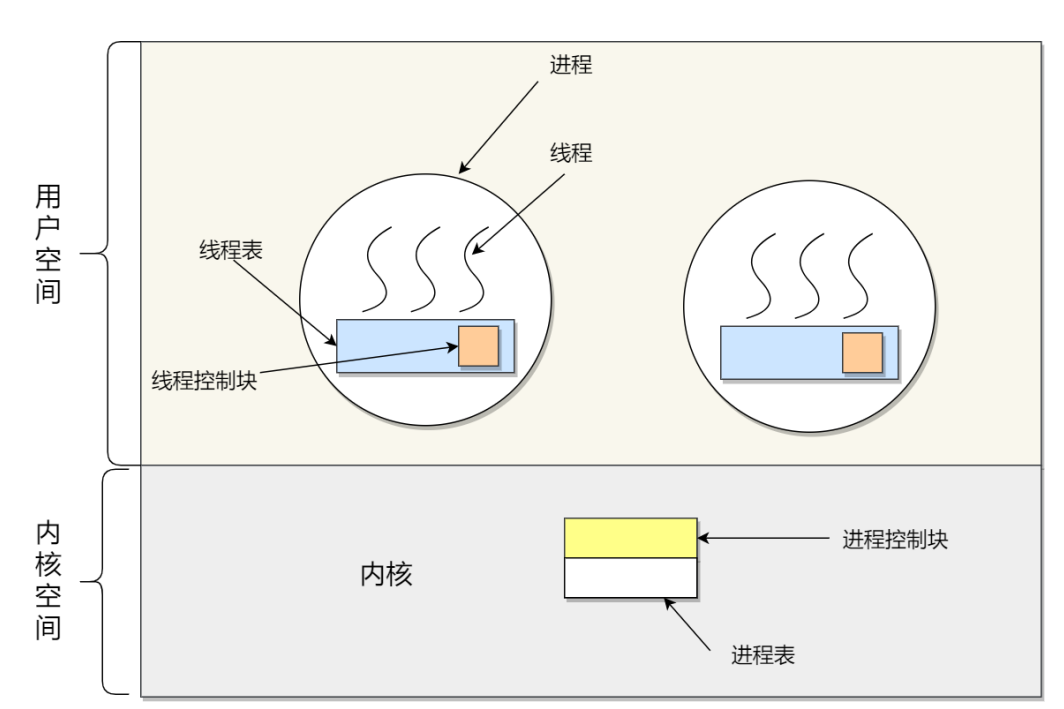 进程
线程
用户空间
线程表
线程控制块
内核空间
进程控制块
内核
进程表